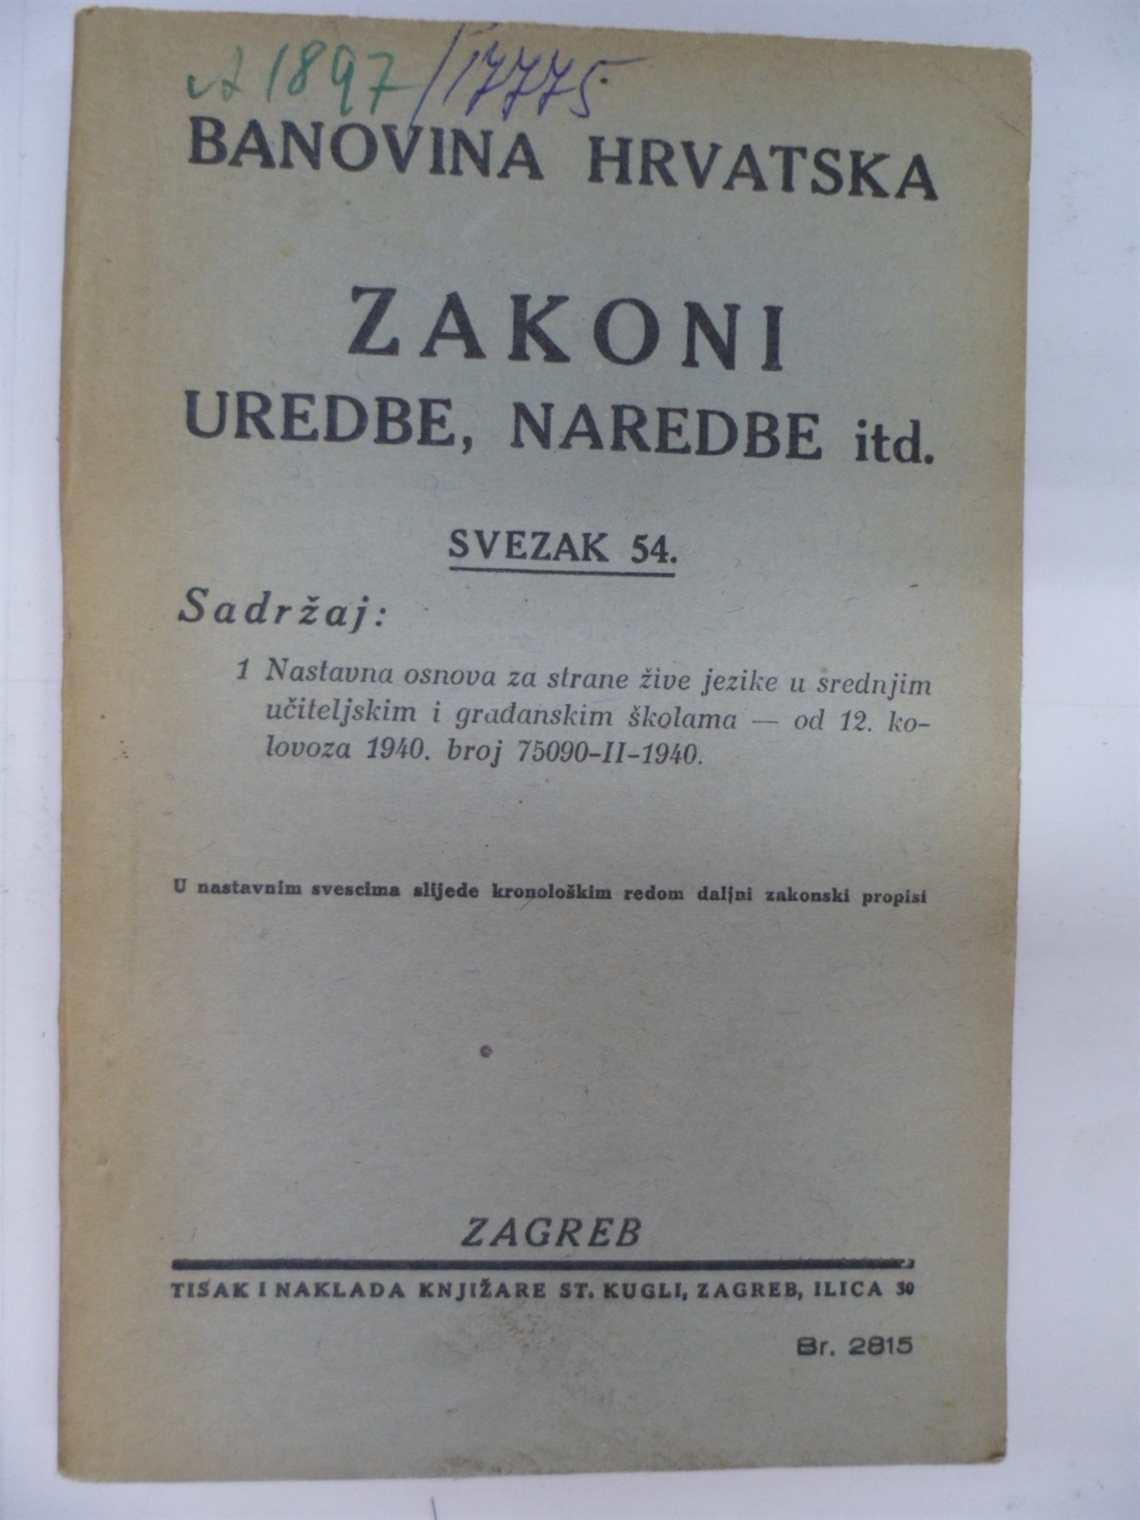 A 1897/17775
BANOVINA HRVATSKA
ZAKONI
UREDBE, NAREDBE itd.
SVEZAK 54.
Sadržaj:
1 Nastavna osnova za strane žive jezike u srednjim
učiteljskim i građanskim školama — od 12. ko-
lovoza 1940. broj 75090-II-1940.
U nastavnim svescima slijede kronološkim redom daljni zakonski propisi
ZAGREB
TISAK I NAKLADA KNJIŽARE ST. KUGLI, ZAGREB, ILICA 30
Br. 2815